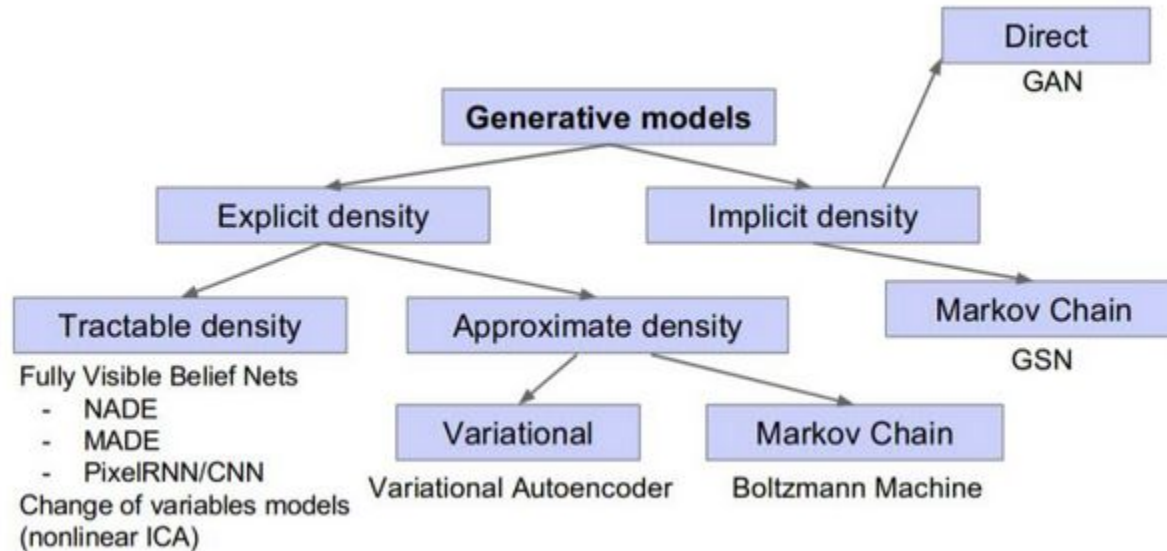 Direct
GAN
Generative models
Explicit density
Implicit density
Tractable density
Approximate density
Markov Chain
GSN
Fully Visible Belief Nets
- NADE
- MADE
- PixelRNN/CNN
Change of variables models
(nonlinear ICA)
Variational
Variational Autoencoder
Markov Chain
Boltzmann Machine